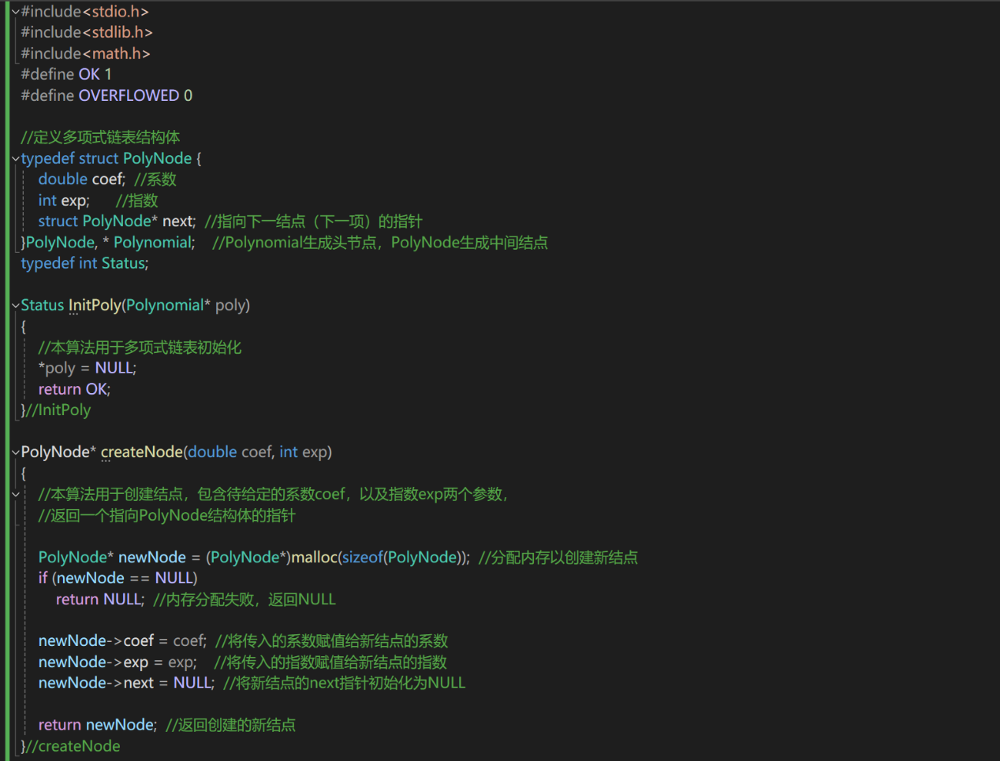 #include<stdio.h>
#include<stdlib.h>
#include<math.h>
#define OK 1
#define OVERFLOWED 0
//定义多项式链表结构体
typedef struct PolyNode {
double coef; //系数
int exp; //指数
struct PolyNode* next; //指向下一结点（下一项）的指针
}PolyNode, * Polynomial; //Polynomial生成头节点，PolyNode生成中间结点
typedef int Status;
Status InitPoly(Polynomial* poly)
{
//本算法用于多项式链表初始化
*poly = NULL;
return OK;
}//InitPoly
PolyNode* createNode(double coef, int exp)
{
//本算法用于创建结点，包含待给定的系数coef，以及指数exp两个参数，
//返回一个指向PolyNode结构体的指针
PolyNode* newNode = (PolyNode*)malloc(sizeof(PolyNode)); //分配内存以创建新结点
if (newNode == NULL)
return NULL; //内存分配失败，返回NULL
newNode->coef = coef; //将传入的系数赋值给新结点的系数
newNode->exp = exp; //将传入的指数赋值给新结点的指数
newNode->next = NULL; //将新结点的next指针初始化为NULL
return newNode; //返回创建的新结点
}//createNode